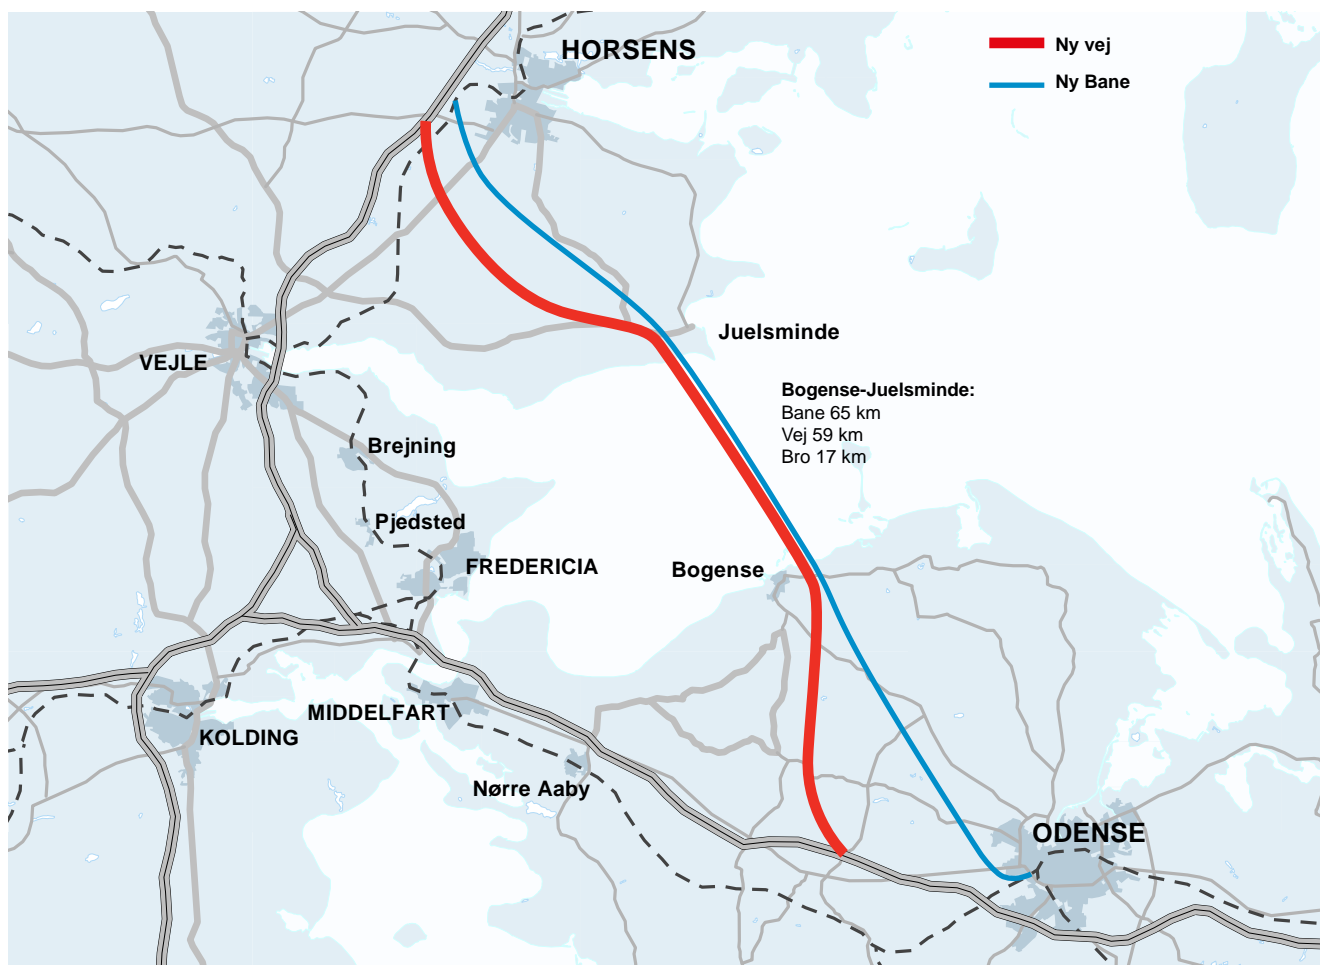 HORSENS
Ny vej
Ny Bane
Juelsminde
VEJLE
Bogense-Juelsminde:
Bane 65 km
Vej 59 km
Bro 17 km
Brejning
Pjedsted
FREDERICIA
Bogense
MIDDELFART
KOLDING
Nørre Aaby
ODENSE